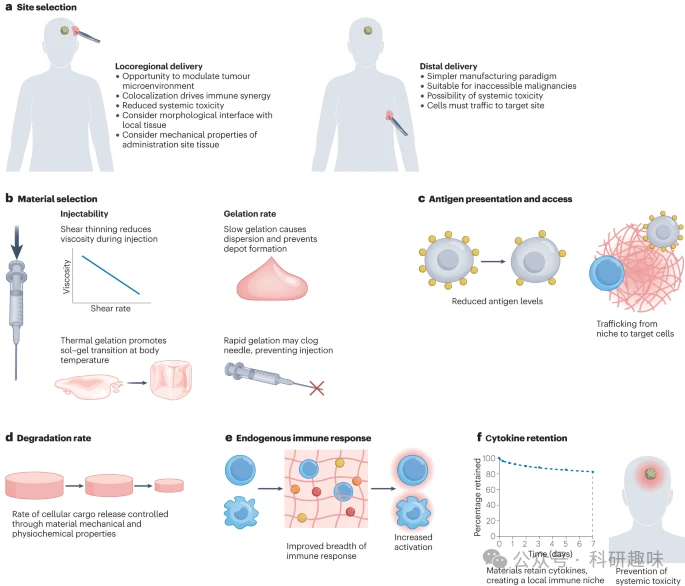 a Site selection
Locoregional delivery
• Opportunity to modulate tumour
microenvironment
• Colocalization drives immune synergy
• Reduced systemic toxicity
• Consider morphological interface with
local tissue
• Consider mechanical properties of
administration site tissue
Distal delivery
• Simpler manufacturing paradigm
• Suitable for inaccessible malignancies
• Possibility of systemic toxicity
• Cells must traffic to target site
b Material selection
Injectability
Shear thinning reduces
viscosity during injection
Viscosity
Shear rate
Thermal gelation promotes
sol–gel transition at body
temperature
Gelation rate
Slow gelation causes
dispersion and prevents
depot formation
Rapid gelation may clog
needle, preventing injection
c Antigen presentation and access
Reduced antigen levels
Trafficking from
niche to target cells
d Degradation rate
Rate of cellular cargo release controlled
through material mechanical and
physiochemical properties
e Endogenous immune response
Improved breadth of
immune response
Increased
activation
f Cytokine retention
Percentage retained
100
80
60
40
20
0
0 1 2 3 4 5 6 7
Time (days)
Materials retain cytokines,
creating a local immune niche
Prevention of
systemic toxicity
公众号 · 科研趣味